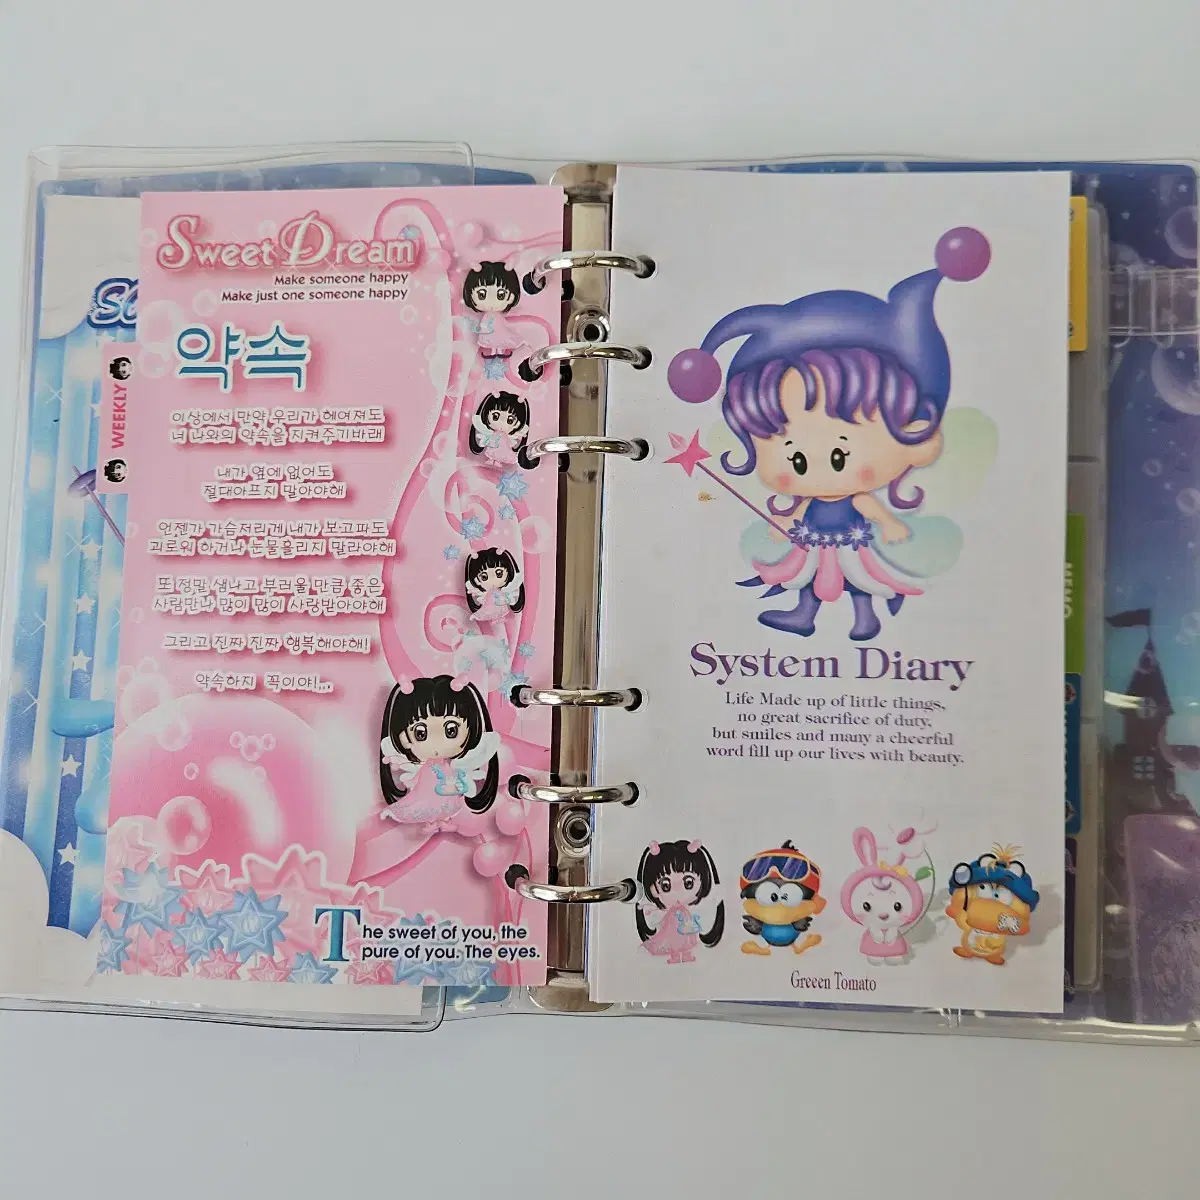 Sweet Dream
Make someone happy
Make just one someone happy
약속
이상에서 만약 우리가 헤여져도
너 나와의 약속을 지켜주기바래
내가 옆에 없어도
절대아프지 말아야해
언젠가 가슴저리게 내가 보고파도
괴로워 하거나 눈물흘리지 말라야해
또 정말 샘나고 부러울 만큼 좋은
사람만나 많이 많이 사랑받아야해
그리고 진짜 진짜 행복해야해!
약속하지 꼭이야!...
The sweet of you, the
pure of you. The eyes.
WEEKLY
System Diary
Life Made up of little things,
no great sacrifice of duty,
but smiles and many a cheerful
word fill up our lives with beauty.
Greeen Tomato
MENO